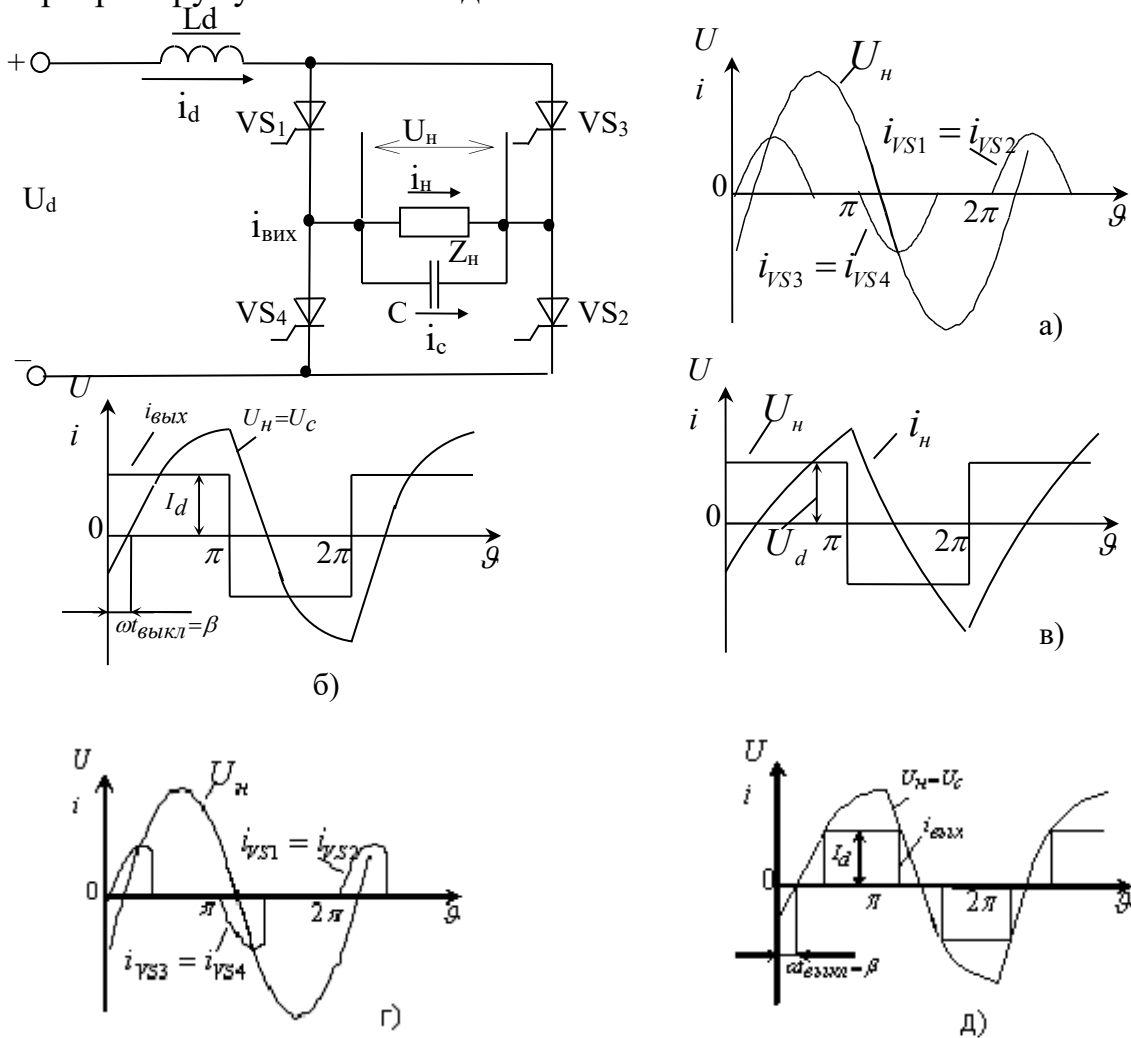 Ld
+
i_d
VS₁
VS₃
U_н
i_н
U_d
i_вих
Z_н
VS₄
C
VS₂
i_c
–
U
i
U_н
i_VS1 = i_VS2
0
π
2π
ϑ
i_VS3 = i_VS4
а)
U
i
i_вых
U_н=U_c
I_d
0
π
2π
ϑ
ωt_выкл=β
б)
U
i
U_н
i_н
0
U_d
π
2π
ϑ
в)
U
i
U_н
i_VS1 = i_VS2
0
π
2π
ϑ
i_VS3 = i_VS4
г)
U
i
U_н=U_c
i_вых
I_d
0
π
2π
ϑ
ωt_выкл=β
д)